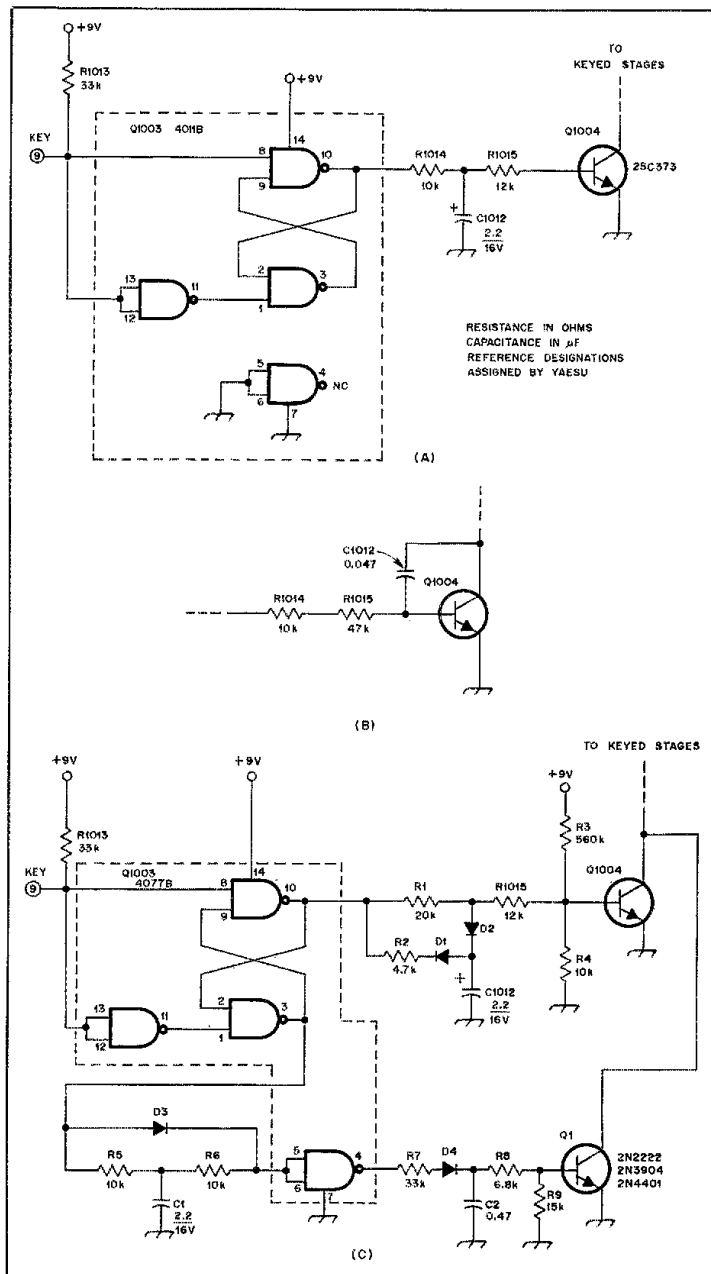 +9V
R1013
33k
KEY
9
Q1003 4011B
+9V
14
8
9
10
2
1
3
13
12
11
5
6
4
NC
7
R1014
10k
R1015
12k
+
C1012
2.2
16V
TO
KEYED STAGES
Q1004
2SC373
RESISTANCE IN OHMS
CAPACITANCE IN µF
REFERENCE DESIGNATIONS
ASSIGNED BY YAESU
(A)
C1012
0.047
Q1004
R1014
10k
R1015
47k
(B)
+9V
R1013
33k
KEY
9
Q1003
4077B
+9V
14
8
9
10
2
1
3
13
12
11
R1
20k
R2
4.7k
D1
D2
+
C1012
2.2
16V
R1015
12k
+9V
R3
560k
R4
10k
TO KEYED STAGES
Q1004
D3
R5
10k
R6
10k
C1
2.2
16V
5
6
4
7
R7
33k
D4
C2
0.47
R8
6.8k
R9
15k
Q1
2N2222
2N3904
2N4401
(C)